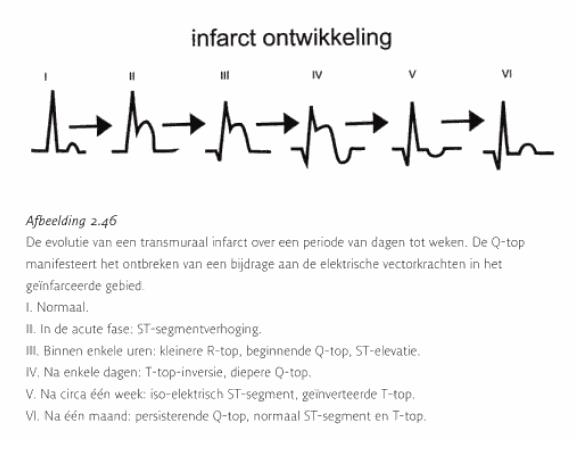 infarct ontwikkeling
I II III IV V VI
Afbeelding 2.46
De evolutie van een transmuraal infarct over een periode van dagen tot weken. De Q-top
manifesteert het ontbreken van een bijdrage aan de elektrische vectorkrachten in het
geïnfarceerde gebied.
I. Normaal.
II. In de acute fase: ST-segmentverhoging.
III. Binnen enkele uren: kleinere R-top, beginnende Q-top, ST-elevatie.
IV. Na enkele dagen: T-top-inversie, diepere Q-top.
V. Na circa één week: iso-elektrisch ST-segment, geïnverteerde T-top.
VI. Na één maand: persisterende Q-top, normaal ST-segment en T-top.